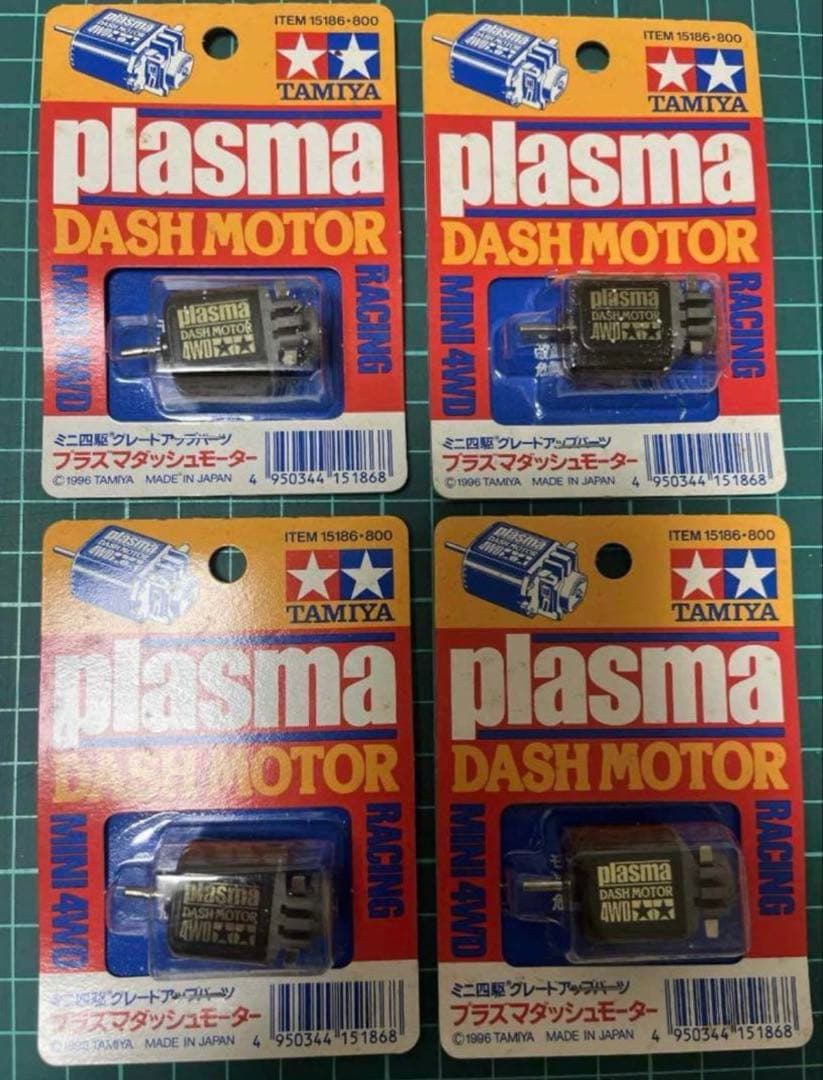 ITEM 15186•800
TAMIYA
plasma
DASH MOTOR
MINI 4WD
RACING
plasma
DASH MOTOR
4WD
ミニ四駆グレードアップパーツ
プラズマダッシュモーター
©1996 TAMIYA MADE IN JAPAN
4 950344 151868
ITEM 15186•800
TAMIYA
plasma
DASH MOTOR
MINI 4WD
RACING
plasma
DASH MOTOR
4WD
ミニ四駆グレードアップパーツ
プラズマダッシュモーター
©1996 TAMIYA MADE IN JAPAN
4 950344 151868
ITEM 15186•800
TAMIYA
plasma
DASH MOTOR
MINI 4WD
RACING
plasma
DASH MOTOR
4WD
ミニ四駆グレードアップパーツ
プラズマダッシュモーター
TAMIYA MADE IN JAPAN
4 950344 151868
ITEM 15186•800
TAMIYA
plasma
DASH MOTOR
MINI 4WD
RACING
plasma
DASH MOTOR
4WD
ミニ四駆グレードアップパーツ
プラズマダッシュモーター
©1996 TAMIYA MADE IN JAPAN
4 950344 151868